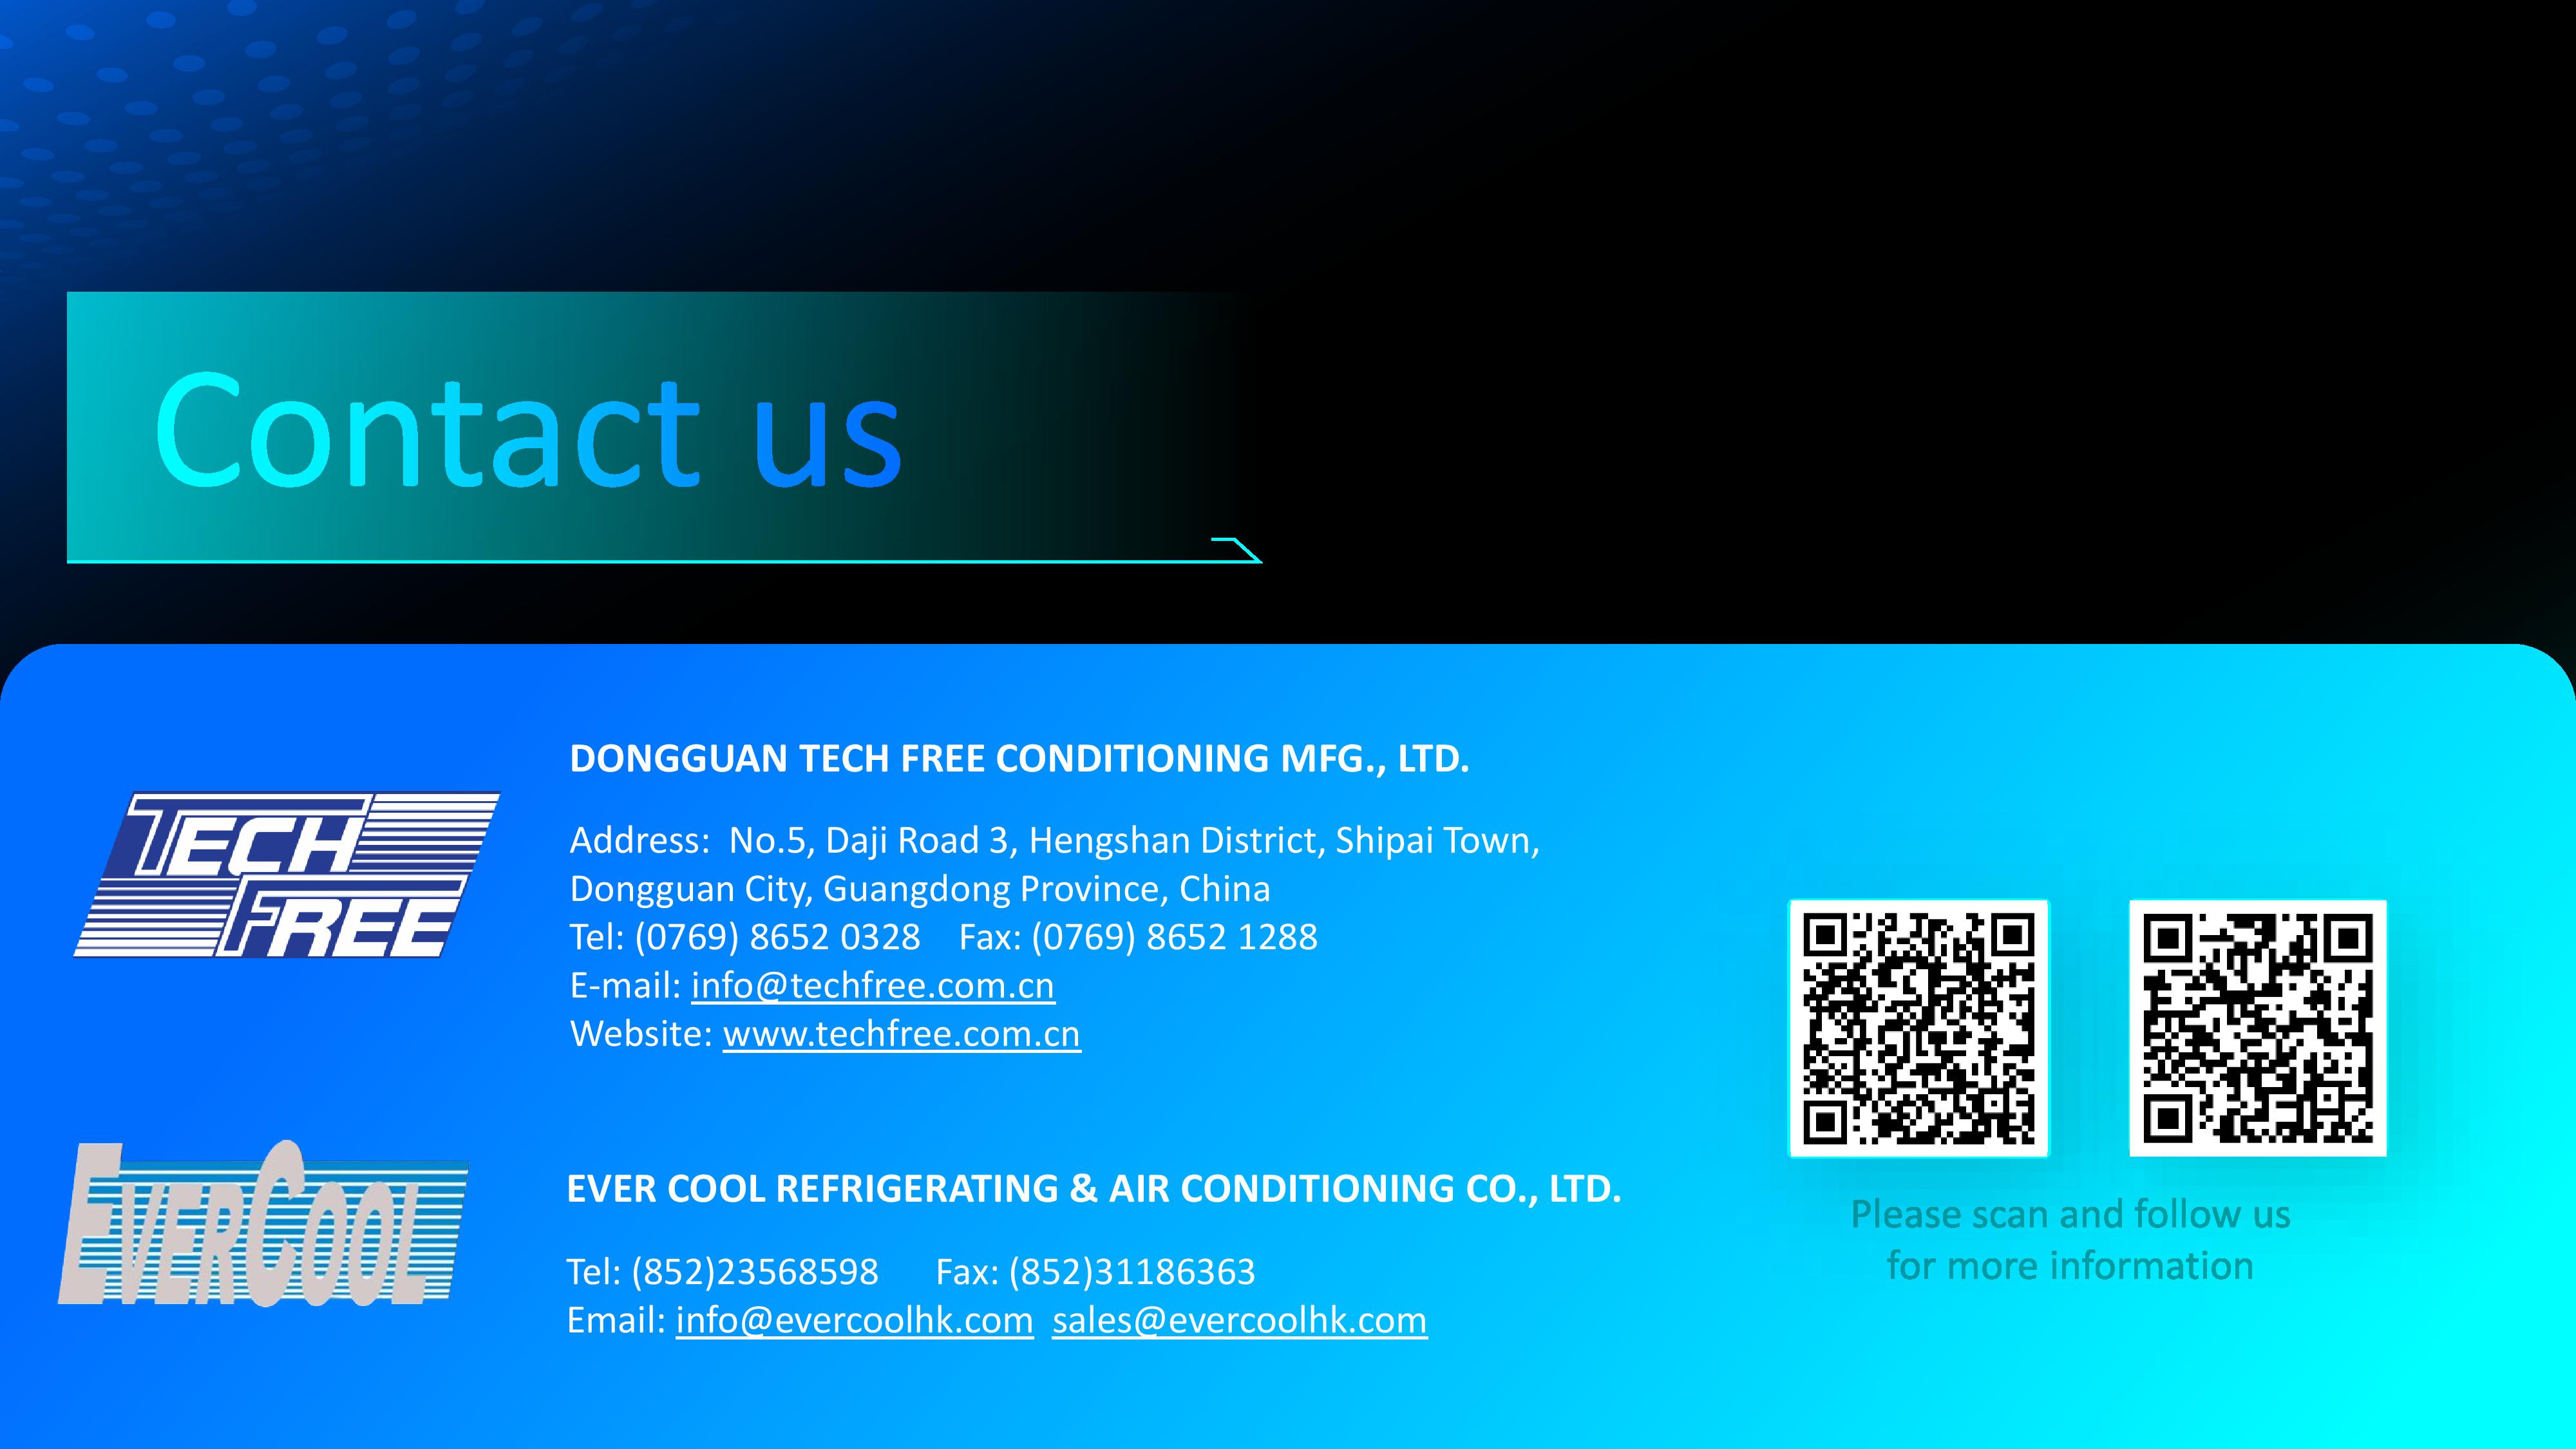 Contact us
TECH
FREE
DONGGUAN TECH FREE CONDITIONING MFG., LTD.
Address:  No.5, Daji Road 3, Hengshan District, Shipai Town,
Dongguan City, Guangdong Province, China
Tel: (0769) 8652 0328    Fax: (0769) 8652 1288
E-mail: info@techfree.com.cn
Website: www.techfree.com.cn
EVERCOOL
EVER COOL REFRIGERATING & AIR CONDITIONING CO., LTD.
Tel: (852)23568598      Fax: (852)31186363
Email: info@evercoolhk.com  sales@evercoolhk.com
Please scan and follow us
for more information